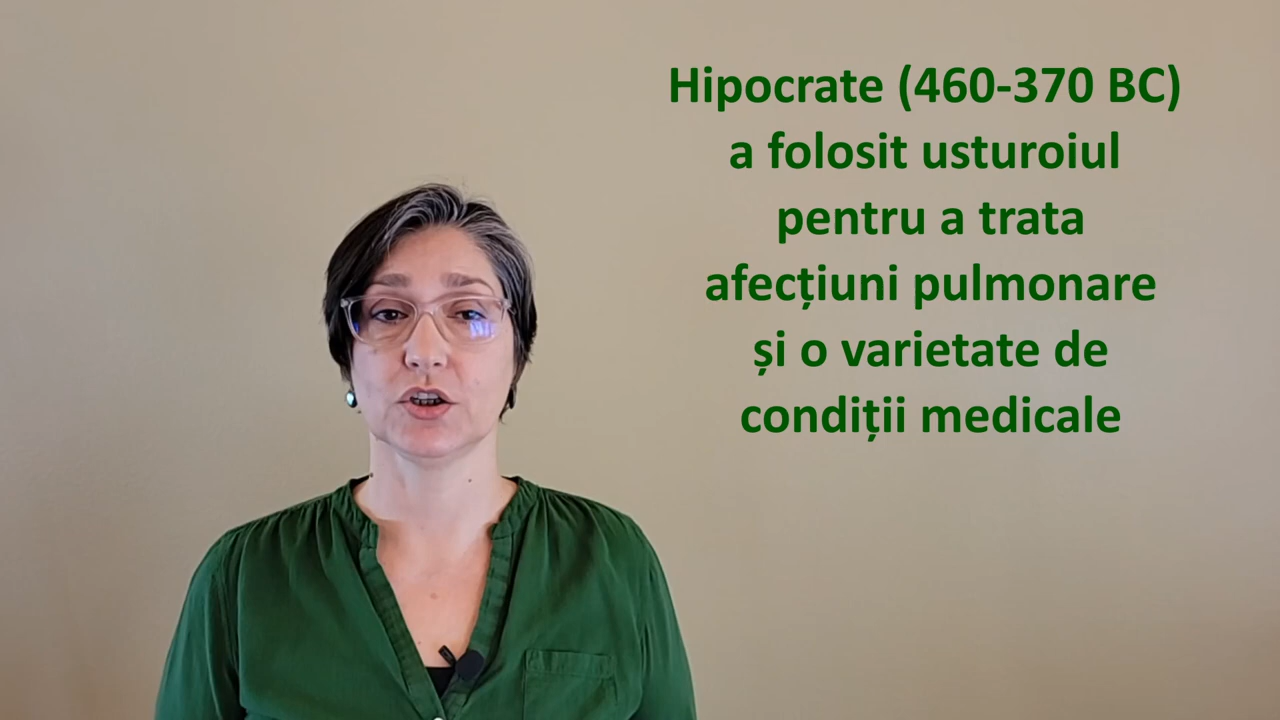 Hipocrate (460-370 BC)
a folosit usturoiul
pentru a trata
afecțiuni pulmonare
și o varietate de
condiții medicale